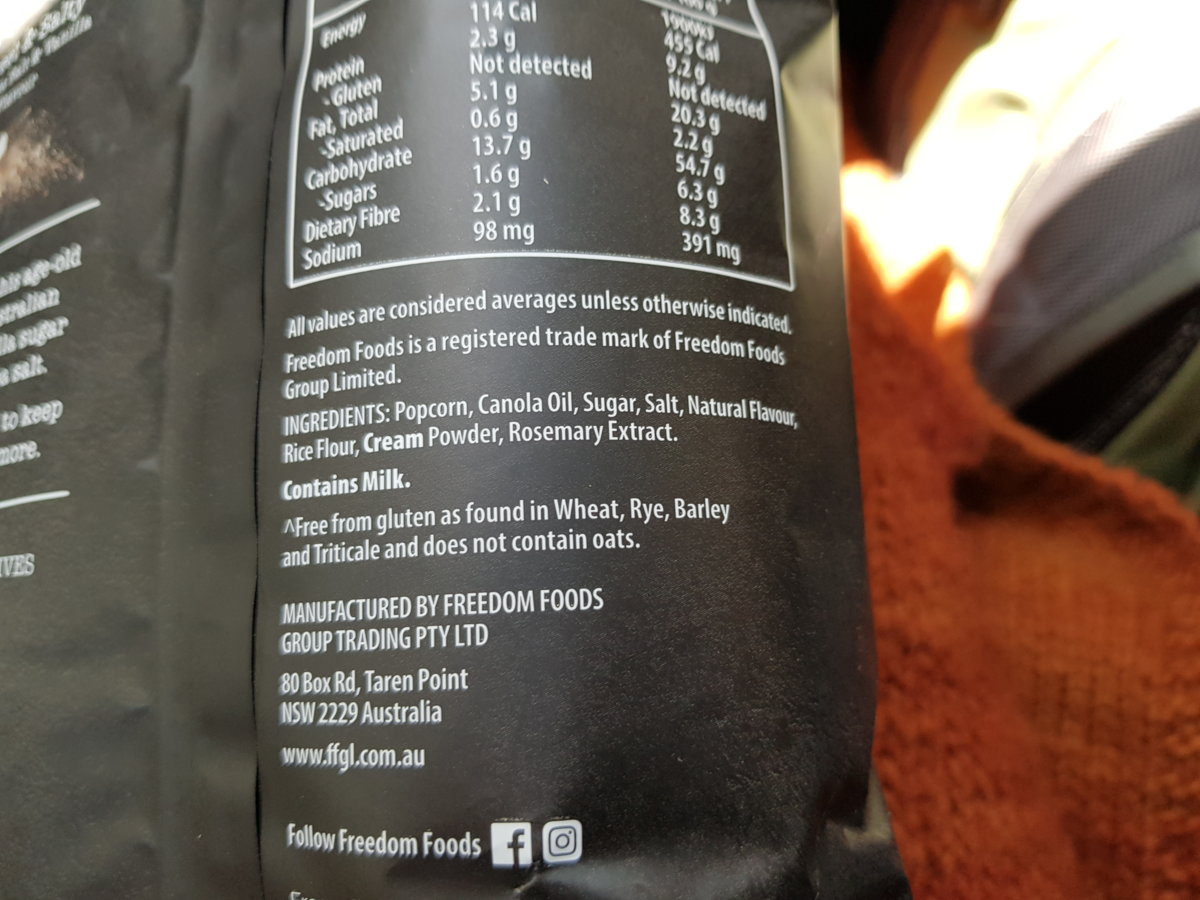 & Salty
& Vanilla
age-old
sugar
salt.
to keep
more.
114 Cal
Energy 455 Cal
Protein 2.3 g 9.2 g
-Gluten Not detected Not detected
Fat, Total 5.1 g 20.3 g
-Saturated 0.6 g 2.2 g
Carbohydrate 13.7 g 54.7 g
-Sugars 1.6 g 6.3 g
Dietary Fibre 2.1 g 8.3 g
Sodium 98 mg 391 mg
All values are considered averages unless otherwise indicated.
Freedom Foods is a registered trade mark of Freedom Foods
Group Limited.
INGREDIENTS: Popcorn, Canola Oil, Sugar, Salt, Natural Flavour,
Rice Flour, Cream Powder, Rosemary Extract.
Contains Milk.
^Free from gluten as found in Wheat, Rye, Barley
and Triticale and does not contain oats.
MANUFACTURED BY FREEDOM FOODS
GROUP TRADING PTY LTD
80 Box Rd, Taren Point
NSW 2229 Australia
www.ffgl.com.au
Follow Freedom Foods